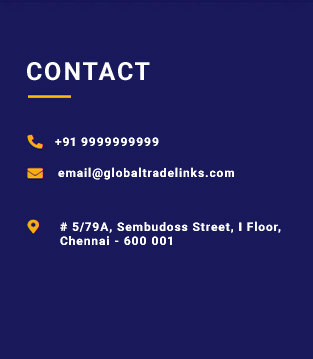 CONTACT
+91 9999999999
email@globaltradelinks.com
# 5/79A, Sembudoss Street, I Floor,
Chennai - 600 001